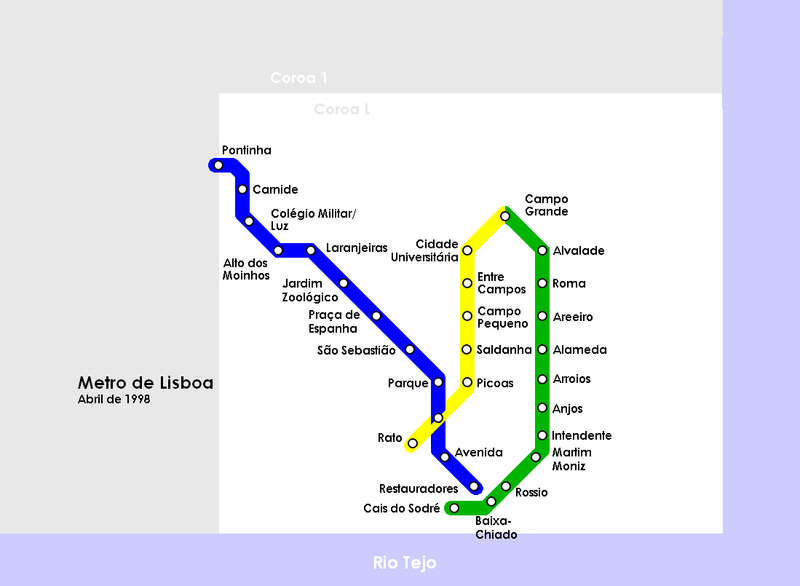 Coroa 1
Coroa L
Pontinha
Carnide
Colégio Militar/
Luz
Alto dos
Moinhos
Laranjeiras
Jardim
Zoológico
Praça de
Espanha
São Sebastião
Parque
Avenida
Restauradores
Rato
Picoas
Saldanha
Campo
Pequeno
Entre
Campos
Cidade
Universitária
Campo
Grande
Alvalade
Roma
Areeiro
Alameda
Arroios
Anjos
Intendente
Martim
Moniz
Rossio
Baixa-
Chiado
Cais do Sodré
Metro de Lisboa
Abril de 1998
Rio Tejo